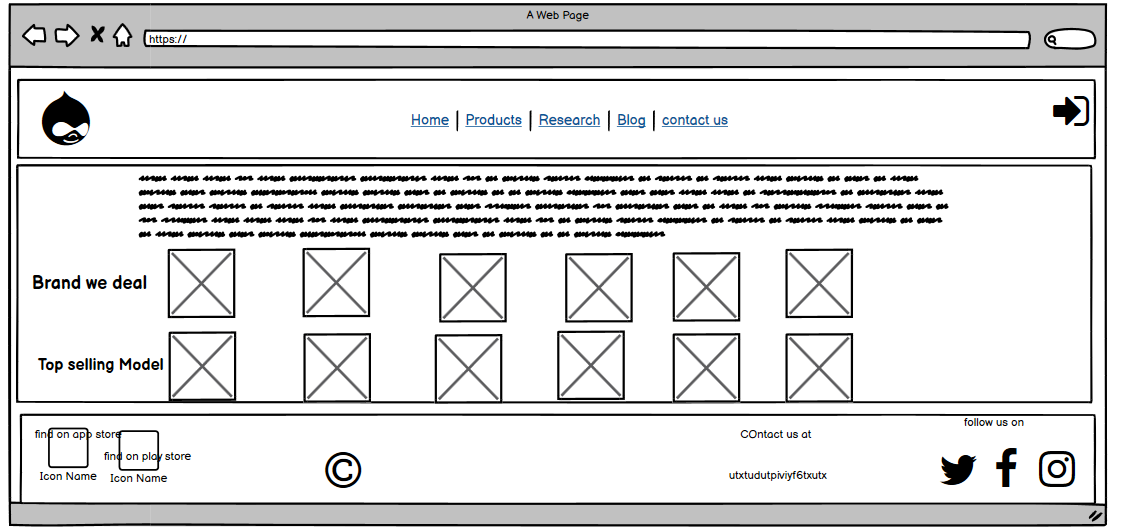 A Web Page
https://
Home | Products | Research | Blog | contact us
Brand we deal
Top selling Model
find on app store
Icon Name
find on play store
Icon Name
©
COntact us at
utxtudutpiviyf6txutx
follow us on